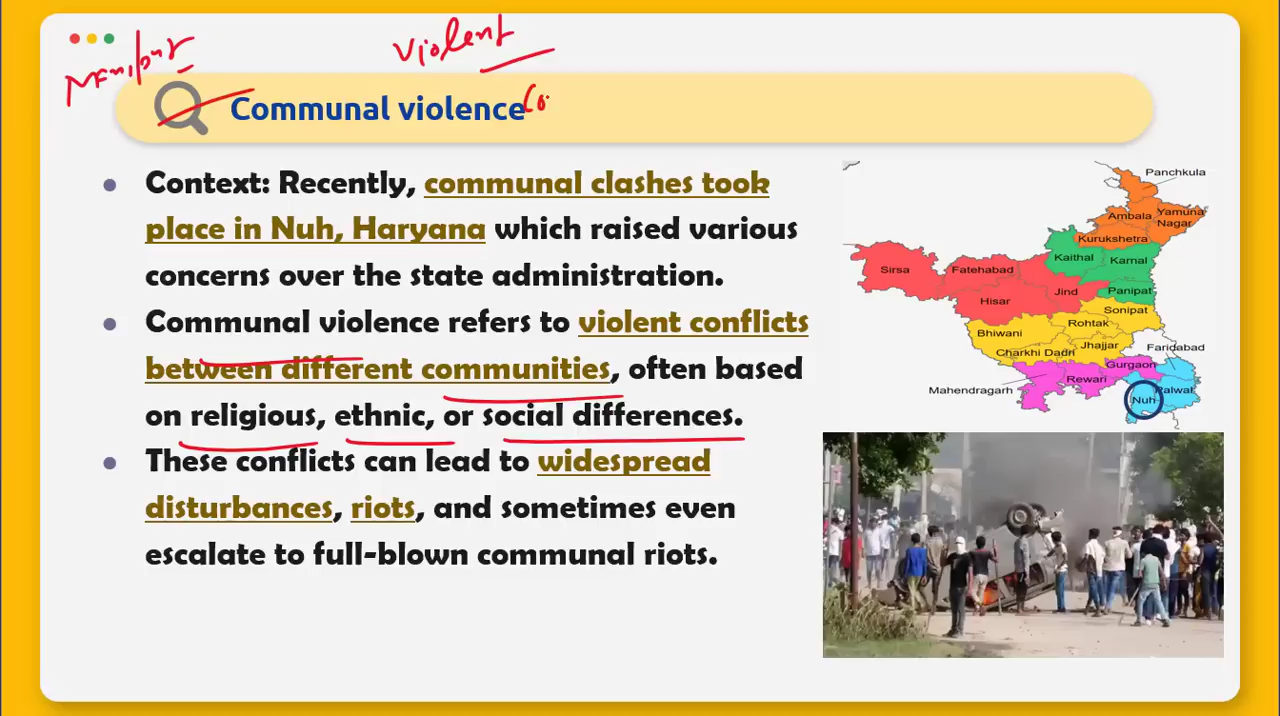 Manipur
Violent
Communal violence
Context: Recently, communal clashes took
place in Nuh, Haryana which raised various
concerns over the state administration.
Communal violence refers to violent conflicts
between different communities, often based
on religious, ethnic, or social differences.
These conflicts can lead to widespread
disturbances, riots, and sometimes even
escalate to full-blown communal riots.
Panchkula
Ambala
Yamuna
Nagar
Kurukshetra
Kaithal
Karnal
Sirsa
Fatehabad
Jind
Panipat
Hisar
Sonipat
Bhiwani
Rohtak
Jhajjar
Charkhi Dadri
Faridabad
Gurgaon
Mahendragarh
Rewari
Palwal
Nuh